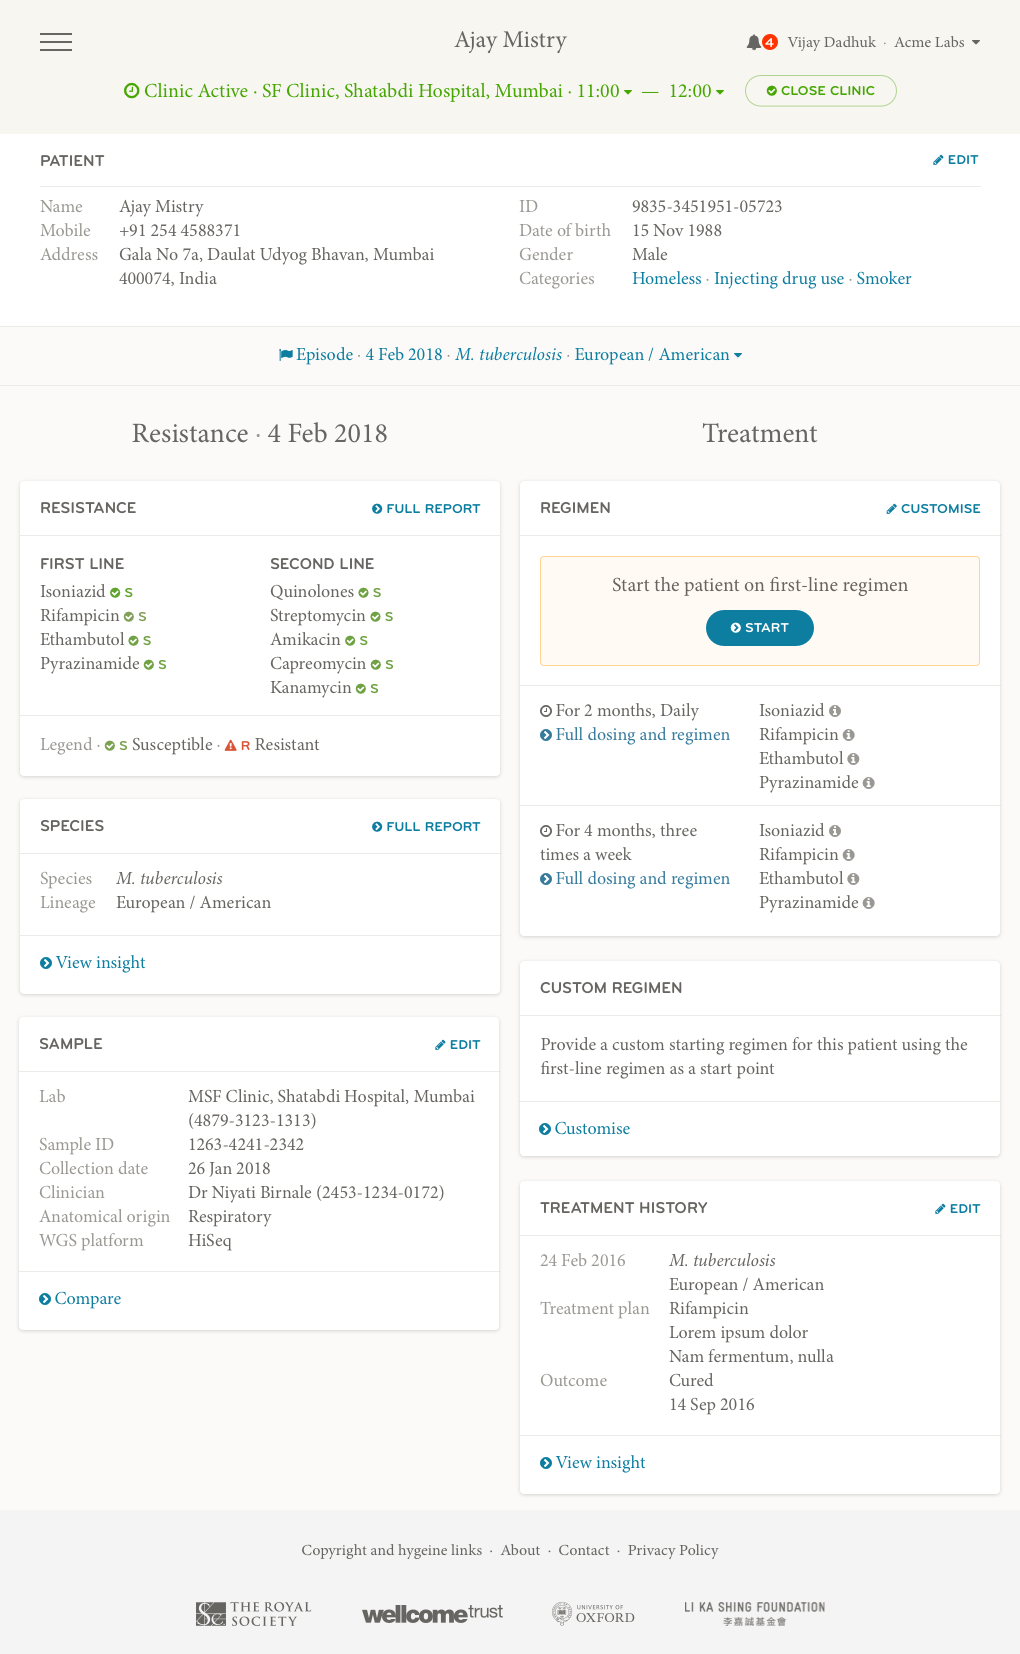 Ajay Mistry
4 Vijay Dadhuk · Acme Labs
Clinic Active · SF Clinic, Shatabdi Hospital, Mumbai · 11:00 — 12:00 CLOSE CLINIC
PATIENT
EDIT
Name Ajay Mistry
Mobile +91 254 4588371
Address Gala No 7a, Daulat Udyog Bhavan, Mumbai
400074, India
ID 9835-3451951-05723
Date of birth 15 Nov 1988
Gender Male
Categories Homeless · Injecting drug use · Smoker
Episode · 4 Feb 2018 · M. tuberculosis · European / American
Resistance · 4 Feb 2018
RESISTANCE FULL REPORT
FIRST LINE
Isoniazid S
Rifampicin S
Ethambutol S
Pyrazinamide S
SECOND LINE
Quinolones S
Streptomycin S
Amikacin S
Capreomycin S
Kanamycin S
Legend · S Susceptible · R Resistant
SPECIES FULL REPORT
Species M. tuberculosis
Lineage European / American
View insight
SAMPLE EDIT
Lab MSF Clinic, Shatabdi Hospital, Mumbai
(4879-3123-1313)
Sample ID 1263-4241-2342
Collection date 26 Jan 2018
Clinician Dr Niyati Birnale (2453-1234-0172)
Anatomical origin Respiratory
WGS platform HiSeq
Compare
Treatment
REGIMEN CUSTOMISE
Start the patient on first-line regimen
START
For 2 months, Daily
Full dosing and regimen
Isoniazid
Rifampicin
Ethambutol
Pyrazinamide
For 4 months, three
times a week
Full dosing and regimen
Isoniazid
Rifampicin
Ethambutol
Pyrazinamide
CUSTOM REGIMEN
Provide a custom starting regimen for this patient using the
first-line regimen as a start point
Customise
TREATMENT HISTORY EDIT
24 Feb 2016 M. tuberculosis
European / American
Treatment plan Rifampicin
Lorem ipsum dolor
Nam fermentum, nulla
Outcome Cured
14 Sep 2016
View insight
Copyright and hygeine links · About · Contact · Privacy Policy
THE ROYAL
SOCIETY
wellcometrust
UNIVERSITY OF
OXFORD
LI KA SHING FOUNDATION
李嘉誠基金會